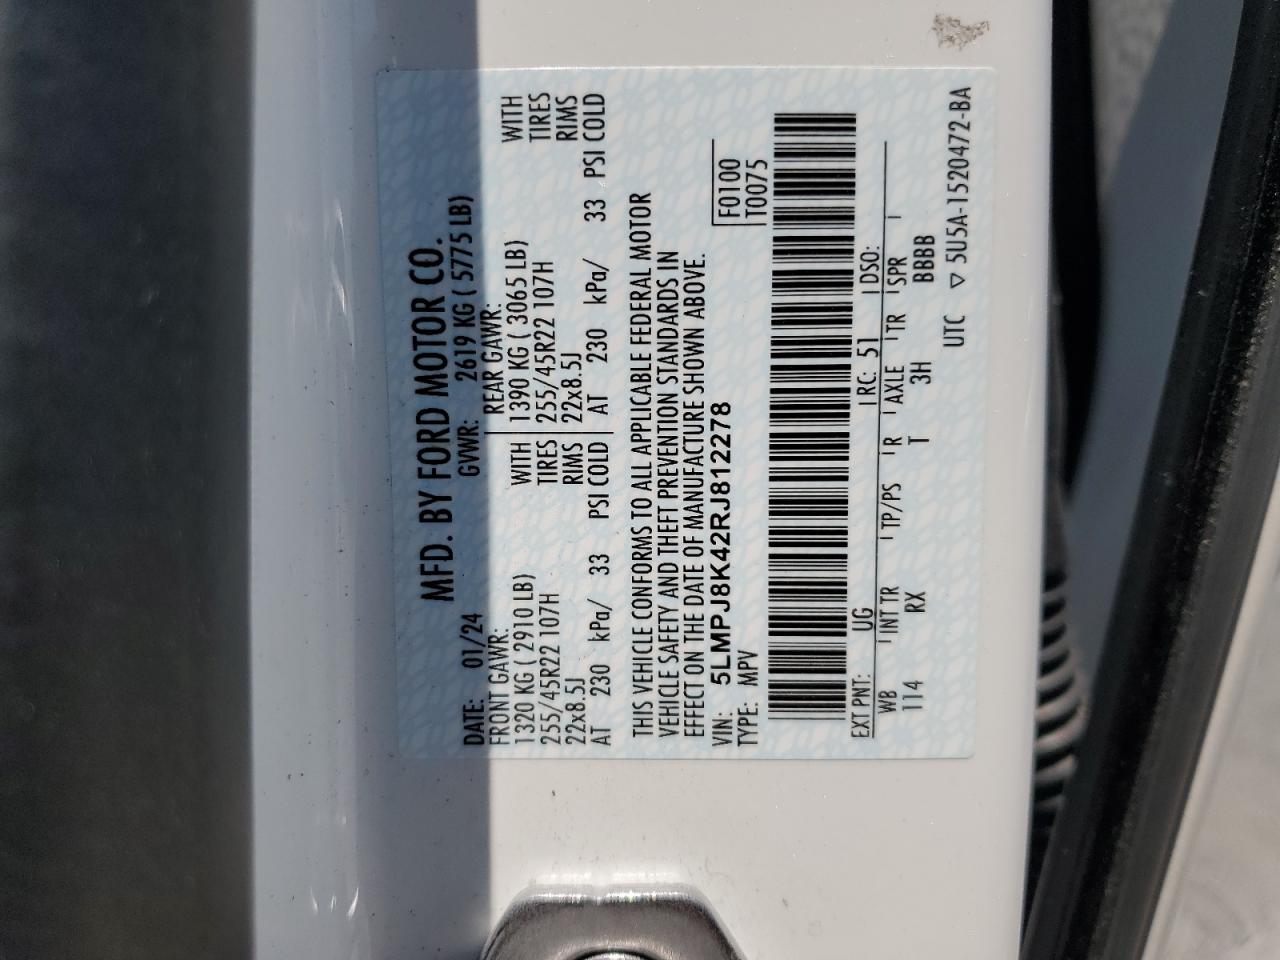 MFD. BY FORD MOTOR CO.
DATE: 01/24 GVWR: 2619 KG ( 5775 LB)
FRONT GAWR: REAR GAWR:
1320 KG ( 2910 LB) WITH 1390 KG ( 3065 LB) WITH
255/45R22 107H TIRES 255/45R22 107H TIRES
22x8.5J RIMS 22x8.5J RIMS
AT 230 kPa/ 33 PSI COLD AT 230 kPa/ 33 PSI COLD
THIS VEHICLE CONFORMS TO ALL APPLICABLE FEDERAL MOTOR
VEHICLE SAFETY AND THEFT PREVENTION STANDARDS IN
EFFECT ON THE DATE OF MANUFACTURE SHOWN ABOVE.
VIN: 5LMPJ8K42RJ812278 F0100
TYPE: MPV T0075
EXT PNT: UG RC: 51 DSO:
WB INT TR TP/PS R AXLE TR SPR
114 RX T 3H BBBB
UTC ▽ 5U5A-1520472-BA